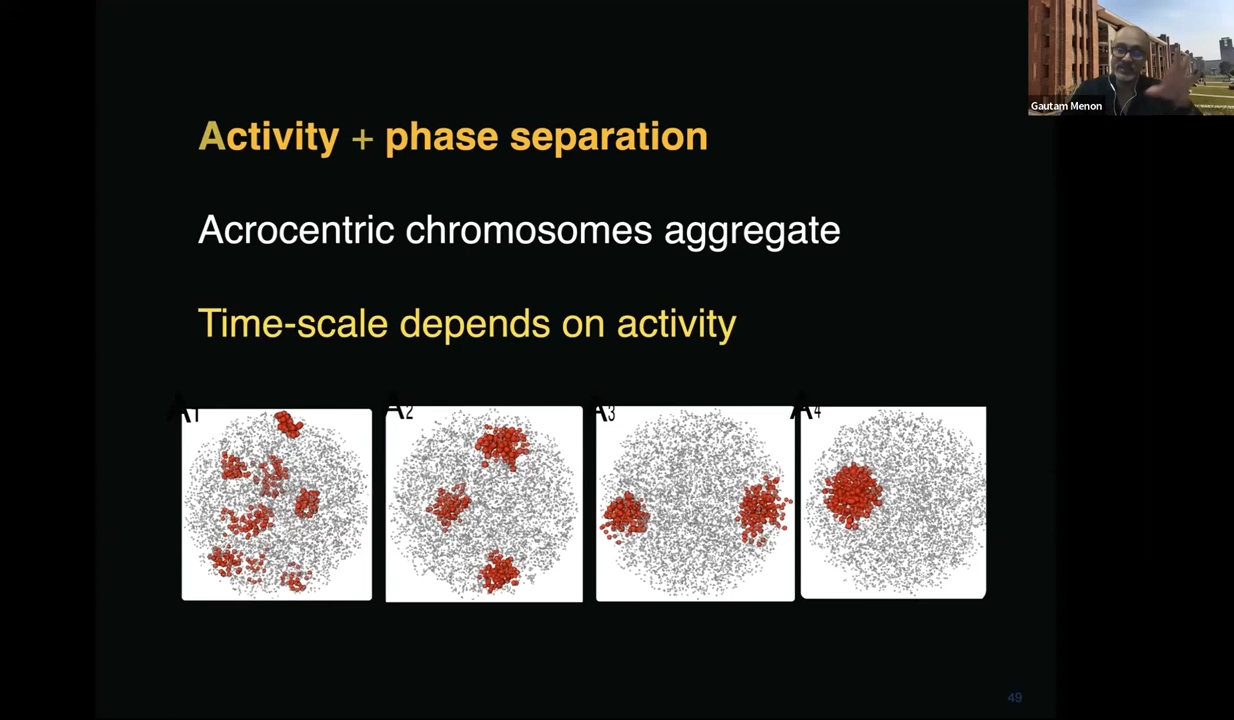 Gautam Menon
Activity + phase separation
Acrocentric chromosomes aggregate
Time-scale depends on activity
A1 A2 A3 A4
49